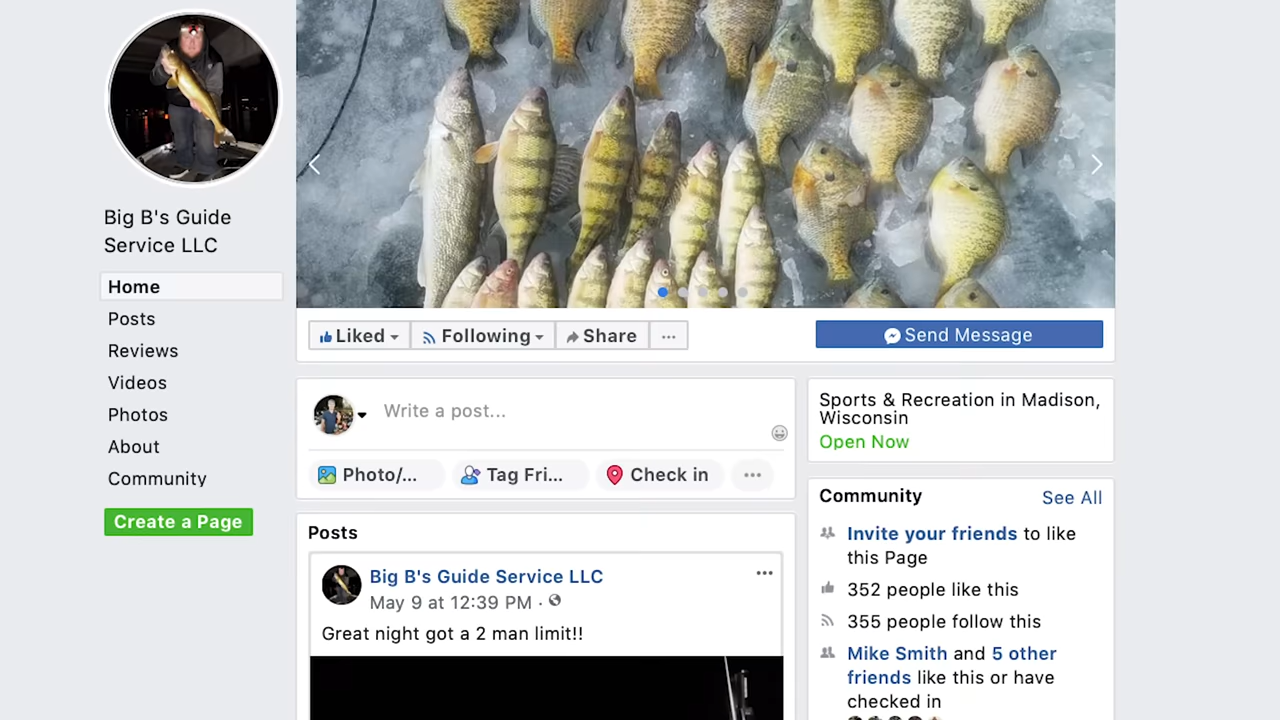 Big B's Guide
Service LLC
Home
Posts
Reviews
Videos
Photos
About
Community
Create a Page
Liked
Following
Share
...
Send Message
Write a post...
Photo/...
Tag Fri...
Check in
...
Posts
Big B's Guide Service LLC
...
May 9 at 12:39 PM ·
Great night got a 2 man limit!!
Sports & Recreation in Madison,
Wisconsin
Open Now
Community
See All
Invite your friends to like
this Page
352 people like this
355 people follow this
Mike Smith and 5 other
friends like this or have
checked in